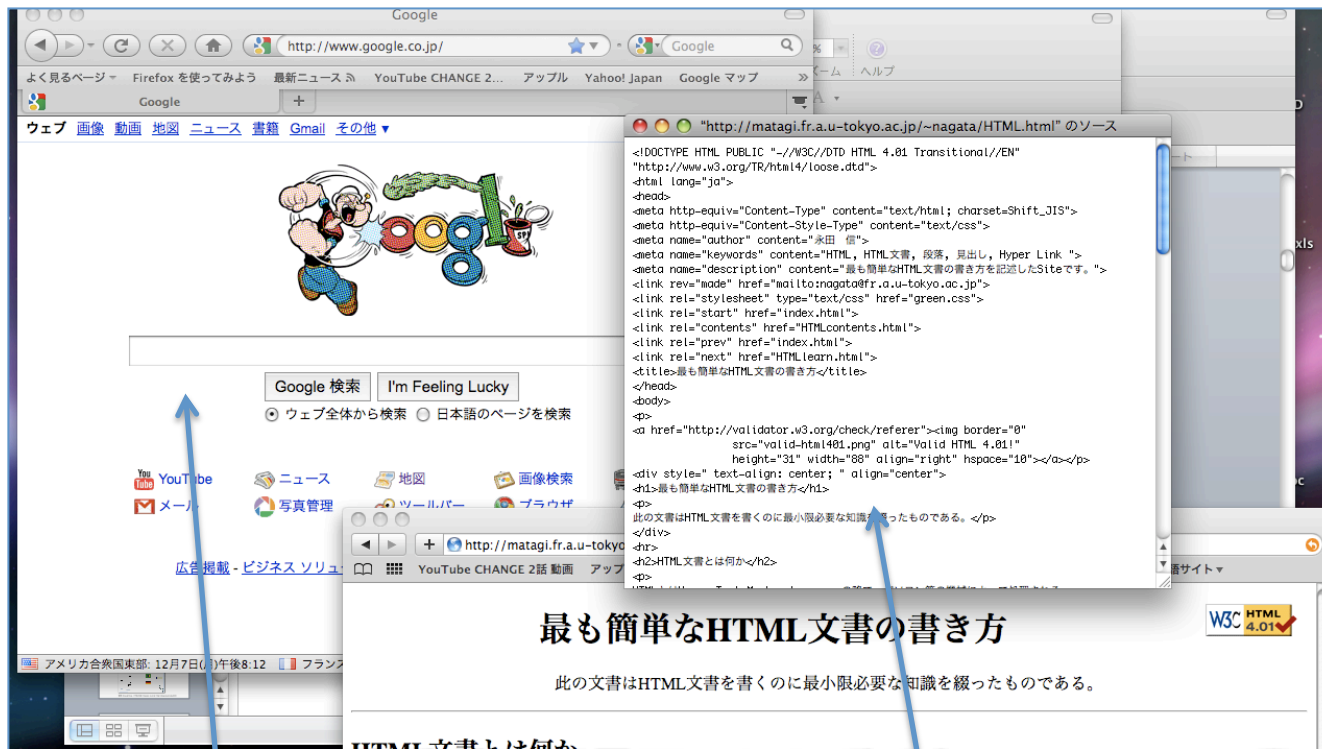 Google
http://www.google.co.jp/
Google
よく見るページ Firefox を使ってみよう 最新ニュース YouTube CHANGE 2... アップル Yahoo! Japan Google マップ »
Google +
ウェブ 画像 動画 地図 ニュース 書籍 Gmail その他 ▼
Google 検索 I'm Feeling Lucky
ウェブ全体から検索 日本語のページを検索
YouTube ニュース 地図 画像検索
メール 写真管理 ツールバー ブラウザ
広告掲載 - ビジネス ソリュー
アメリカ合衆国東部: 12月7日(月)午後8:12 フランス
% ヘルプ
ズーム
A
xls
"http://matagi.fr.a.u-tokyo.ac.jp/~nagata/HTML.html" のソース
<!DOCTYPE HTML PUBLIC "-//W3C//DTD HTML 4.01 Transitional//EN"
"http://www.w3.org/TR/html4/loose.dtd">
<html lang="ja">
<head>
<meta http-equiv="Content-Type" content="text/html; charset=Shift_JIS">
<meta http-equiv="Content-Style-Type" content="text/css">
<meta name="author" content="永田　信">
<meta name="keywords" content="HTML, HTML文書, 段落, 見出し, Hyper Link ">
<meta name="description" content="最も簡単なHTML文書の書き方を記述したSiteです。">
<link rev="made" href="mailto:nagata@fr.a.u-tokyo.ac.jp">
<link rel="stylesheet" type="text/css" href="green.css">
<link rel="start" href="index.html">
<link rel="contents" href="HTMLcontents.html">
<link rel="prev" href="index.html">
<link rel="next" href="HTMLlearn.html">
<title>最も簡単なHTML文書の書き方</title>
</head>
<body>
<p>
<a href="http://validator.w3.org/check/referer"><img border="0"
src="valid-html401.png" alt="Valid HTML 4.01!"
height="31" width="88" align="right" hspace="10"></a></p>
<div style=" text-align: center; " align="center">
<h1>最も簡単なHTML文書の書き方</h1>
<p>
此の文書はHTML文書を書くのに最小限必要な知識を綴ったものである。</p>
</div>
<hr>
<h2>HTML文書とは何か</h2>
<p>
http://matagi.fr.a.u-tokyo
YouTube CHANGE 2話 動画 アップ 語サイト ▼
最も簡単なHTML文書の書き方
W3C HTML 4.01
此の文書はHTML文書を書くのに最小限必要な知識を綴ったものである。
HTML文書とは何か